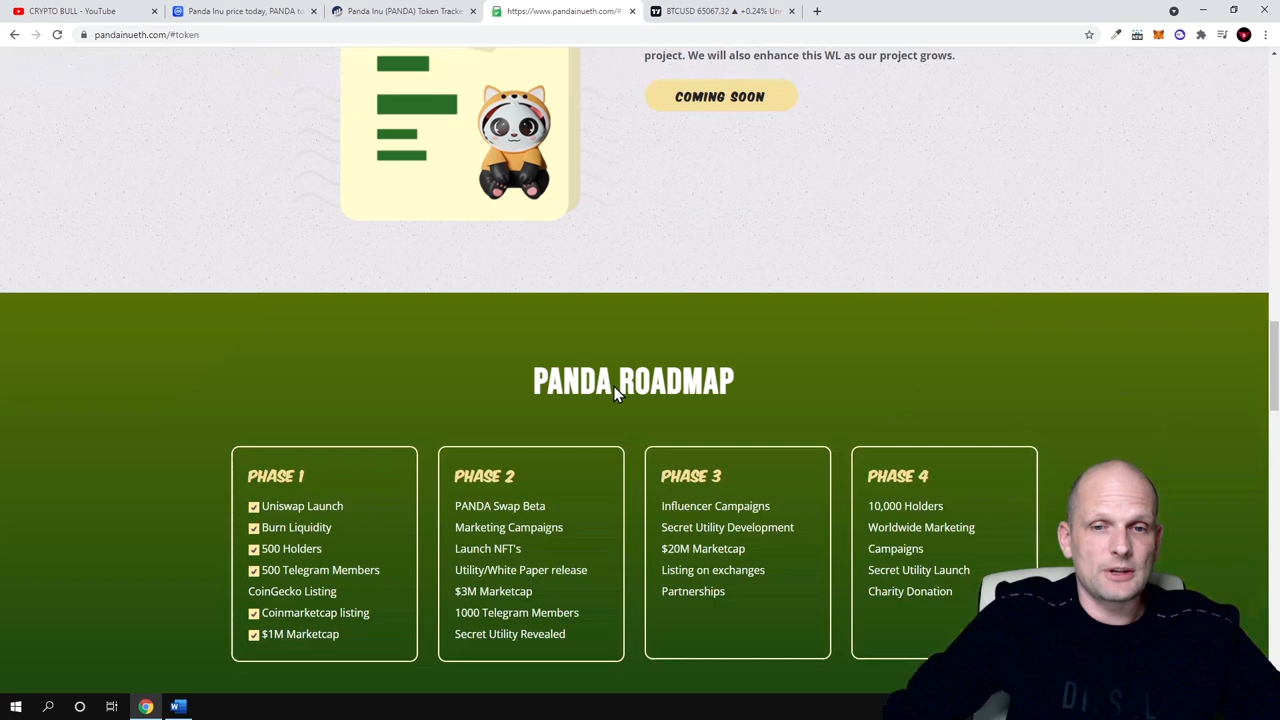 CRYPTO BULL - YouTube
Panda Inu price today, PANDA to
Panda Inu (PANDA) Token Tracke
https://www.pandainueth.com/#
BTCUSD 65067.32 ▲ +0.24% Un
pandainueth.com/#token
project. We will also enhance this WL as our project grows.
COMING SOON
PANDA ROADMAP
PHASE 1
Uniswap Launch
Burn Liquidity
500 Holders
500 Telegram Members
CoinGecko Listing
Coinmarketcap listing
$1M Marketcap
PHASE 2
PANDA Swap Beta
Marketing Campaigns
Launch NFT's
Utility/White Paper release
$3M Marketcap
1000 Telegram Members
Secret Utility Revealed
PHASE 3
Influencer Campaigns
Secret Utility Development
$20M Marketcap
Listing on exchanges
Partnerships
PHASE 4
10,000 Holders
Worldwide Marketing
Campaigns
Secret Utility Launch
Charity Donation